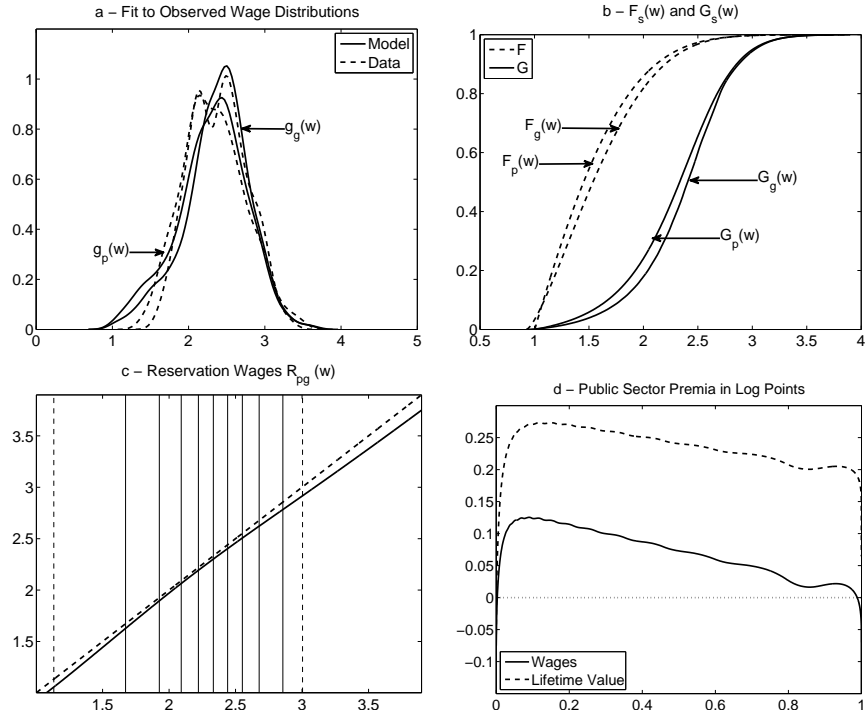 a – Fit to Observed Wage Distributions
1
0.8
0.6
0.4
0.2
0
0 1 2 3 4 5
Model
Data
g_g(w)
g_p(w)
b – F_s(w) and G_s(w)
1
0.8
0.6
0.4
0.2
0
0.5 1 1.5 2 2.5 3 3.5 4
F
G
F_g(w)
F_p(w)
G_g(w)
G_p(w)
c – Reservation Wages R_pg (w)
3.5
3
2.5
2
1.5
1.5 2 2.5 3 3.5
d – Public Sector Premia in Log Points
0.25
0.2
0.15
0.1
0.05
0
−0.05
−0.1
0 0.2 0.4 0.6 0.8 1
Wages
Lifetime Value